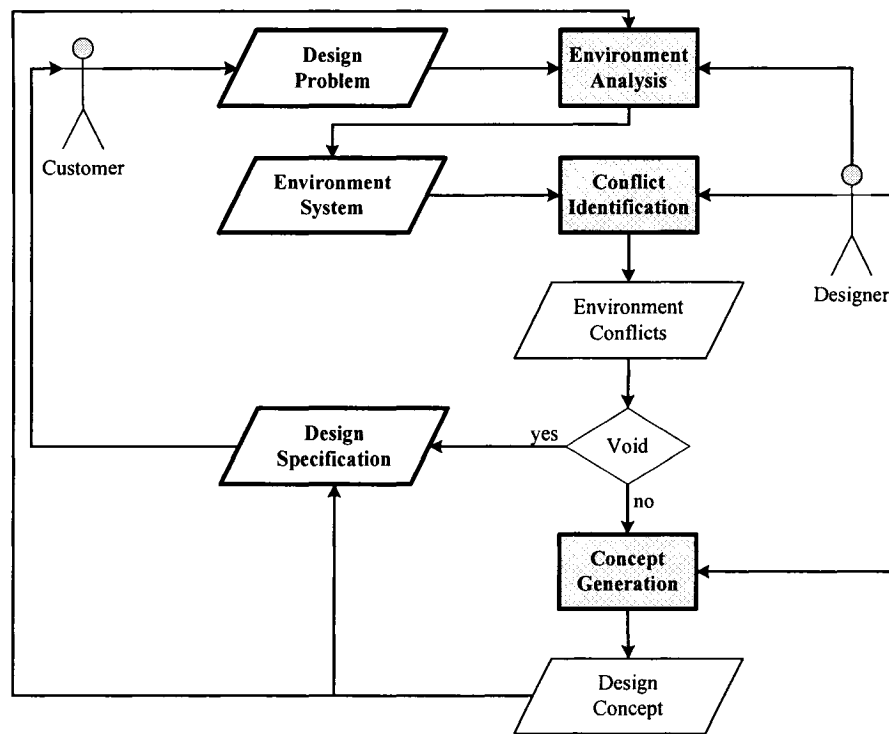 Design
Problem
Environment
Analysis
Customer
Environment
System
Conflict
Identification
Designer
Environment
Conflicts
Design
Specification
yes
Void
no
Concept
Generation
Design
Concept